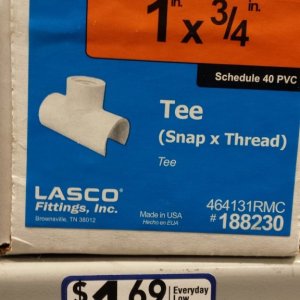 in. in.
1 x 3/4
Schedule 40 PVC
Tee
(Snap x Thread)
Tee
LASCO®
Fittings, Inc.
Brownsville, TN 38012
Made in USA
Hecho en EUA
464131RMC
#188230
$1.69
Everyday
Low